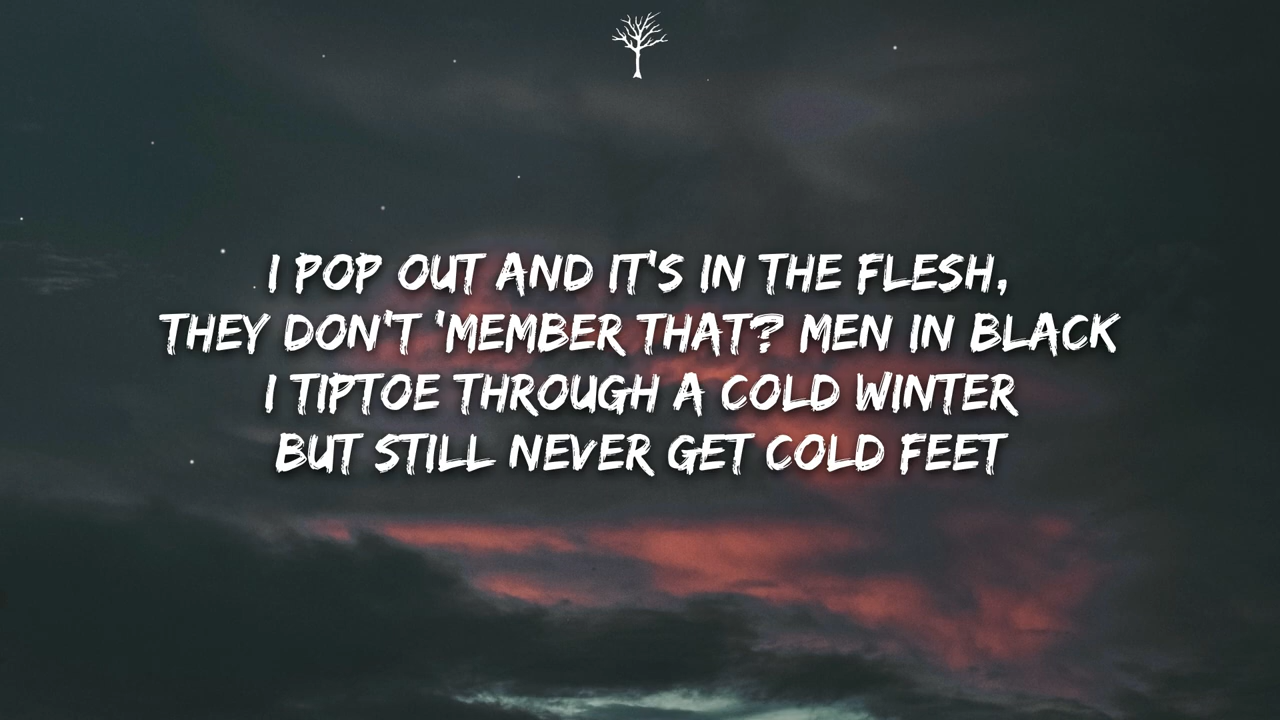 I POP OUT AND IT'S IN THE FLESH,
THEY DON'T 'MEMBER THAT? MEN IN BLACK
I TIPTOE THROUGH A COLD WINTER
BUT STILL NEVER GET COLD FEET